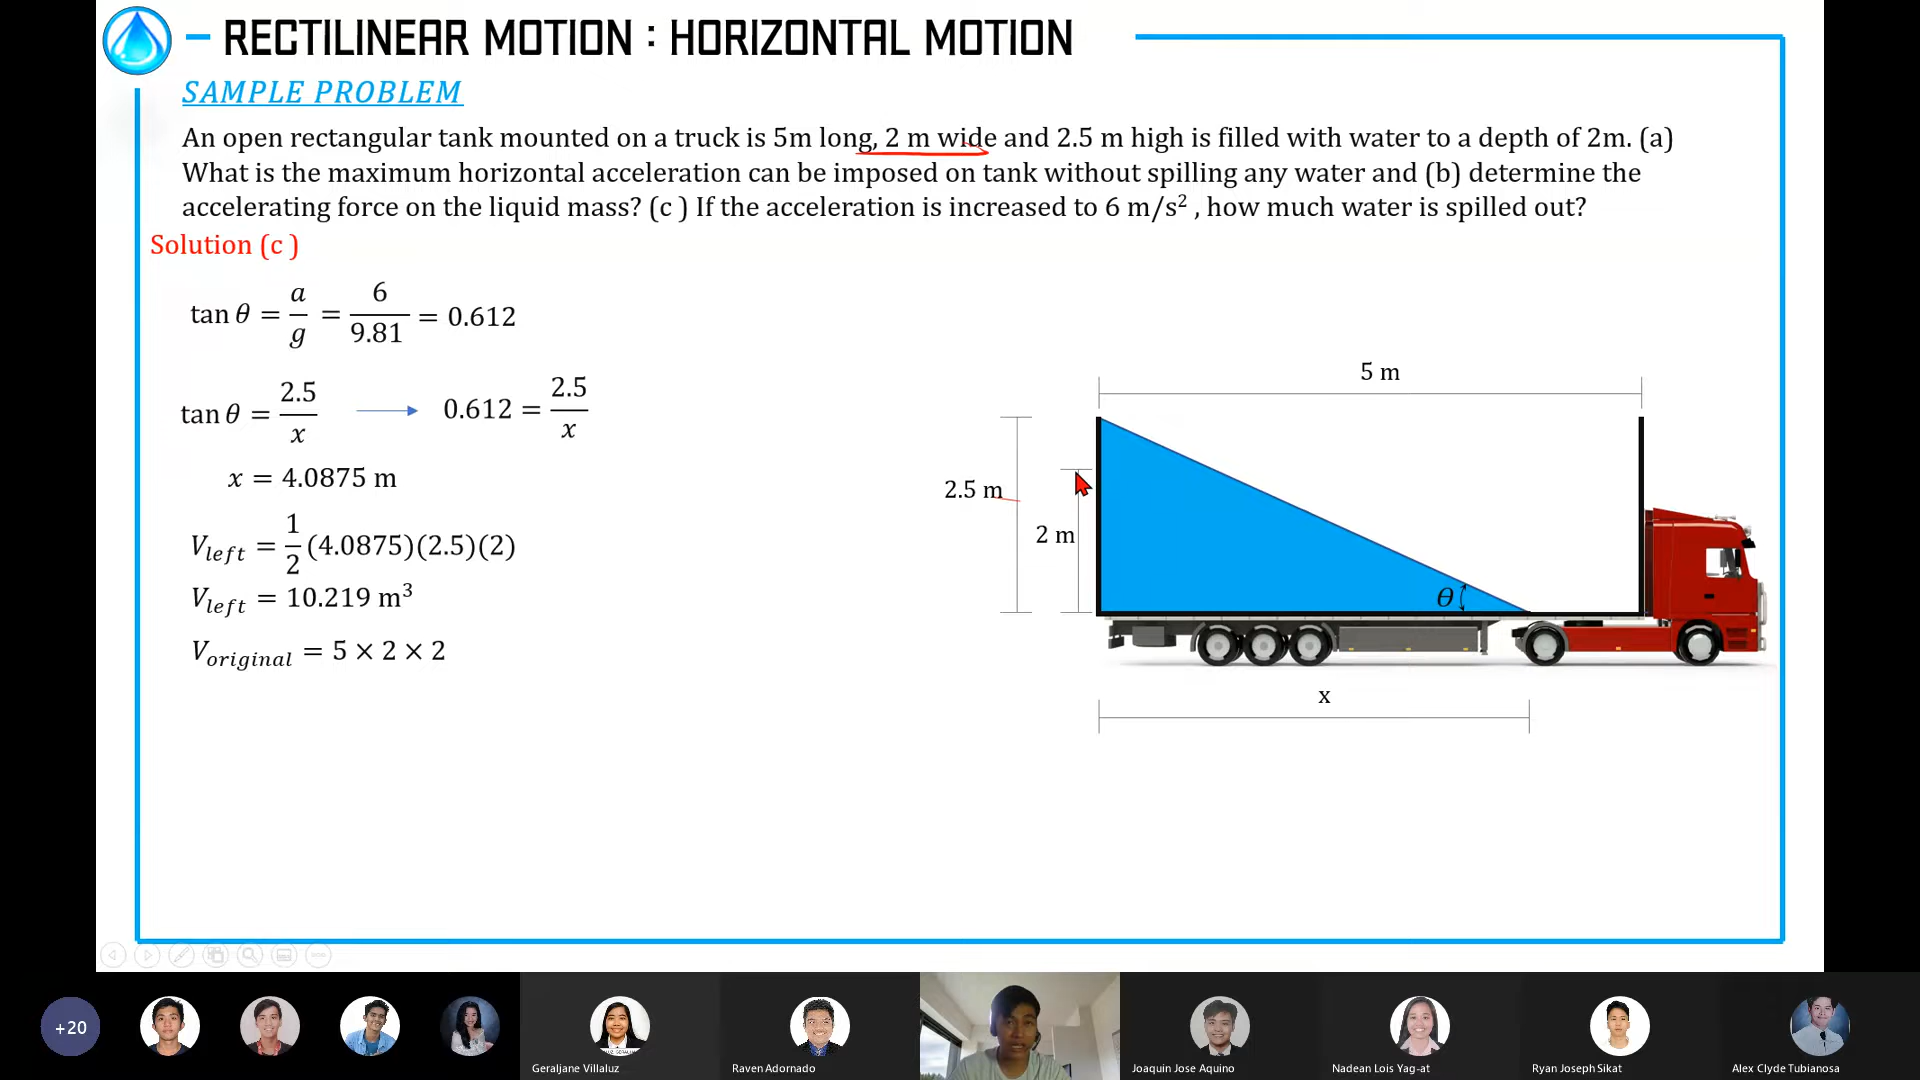 RECTILINEAR MOTION : HORIZONTAL MOTION
SAMPLE PROBLEM
An open rectangular tank mounted on a truck is 5m long, 2 m wide and 2.5 m high is filled with water to a depth of 2m. (a)
What is the maximum horizontal acceleration can be imposed on tank without spilling any water and (b) determine the
accelerating force on the liquid mass? (c ) If the acceleration is increased to 6 m/s² , how much water is spilled out?
Solution (c )
tan θ = a/g = 6/9.81 = 0.612
tan θ = 2.5/x → 0.612 = 2.5/x
x = 4.0875 m
V_left = 1/2 (4.0875)(2.5)(2)
V_left = 10.219 m³
V_original = 5 × 2 × 2
5 m
2.5 m
2 m
θ
x
+20
Geraljane Villaluz
Raven Adornado
Joaquin Jose Aquino
Nadean Lois Yag-at
Ryan Joseph Sikat
Alex Clyde Tubianosa